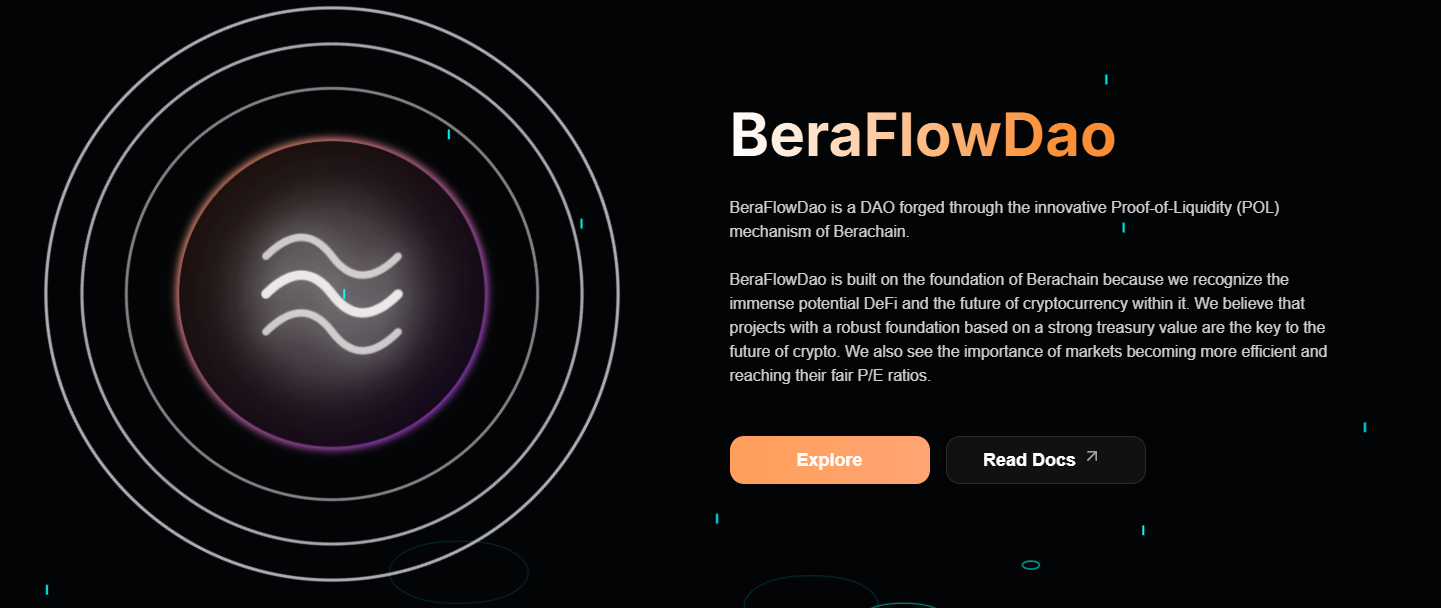 BeraFlowDao
BeraFlowDao is a DAO forged through the innovative Proof-of-Liquidity (POL)
mechanism of Berachain.
BeraFlowDao is built on the foundation of Berachain because we recognize the
immense potential DeFi and the future of cryptocurrency within it. We believe that
projects with a robust foundation based on a strong treasury value are the key to the
future of crypto. We also see the importance of markets becoming more efficient and
reaching their fair P/E ratios.
Explore
Read Docs